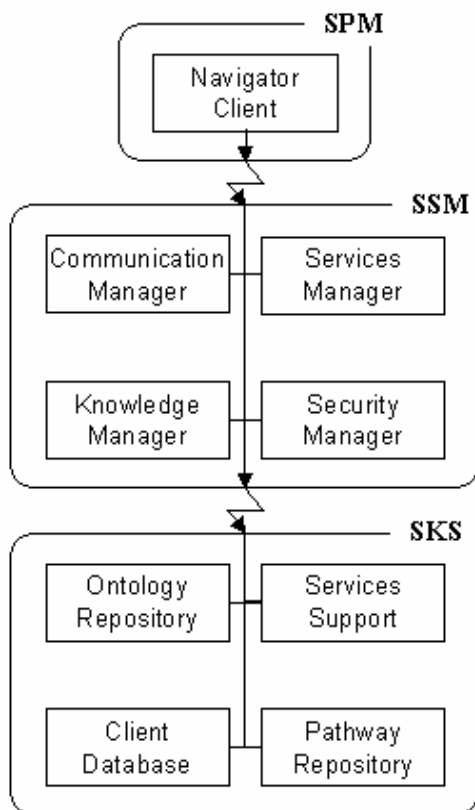 SPM
Navigator
Client
SSM
Communication
Manager
Services
Manager
Knowledge
Manager
Security
Manager
SKS
Ontology
Repository
Services
Support
Client
Database
Pathway
Repository